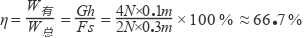 η = W有/W总 = Gh/Fs = 4N×0.1m/2N×0.3m × 100% ≈ 66.7%